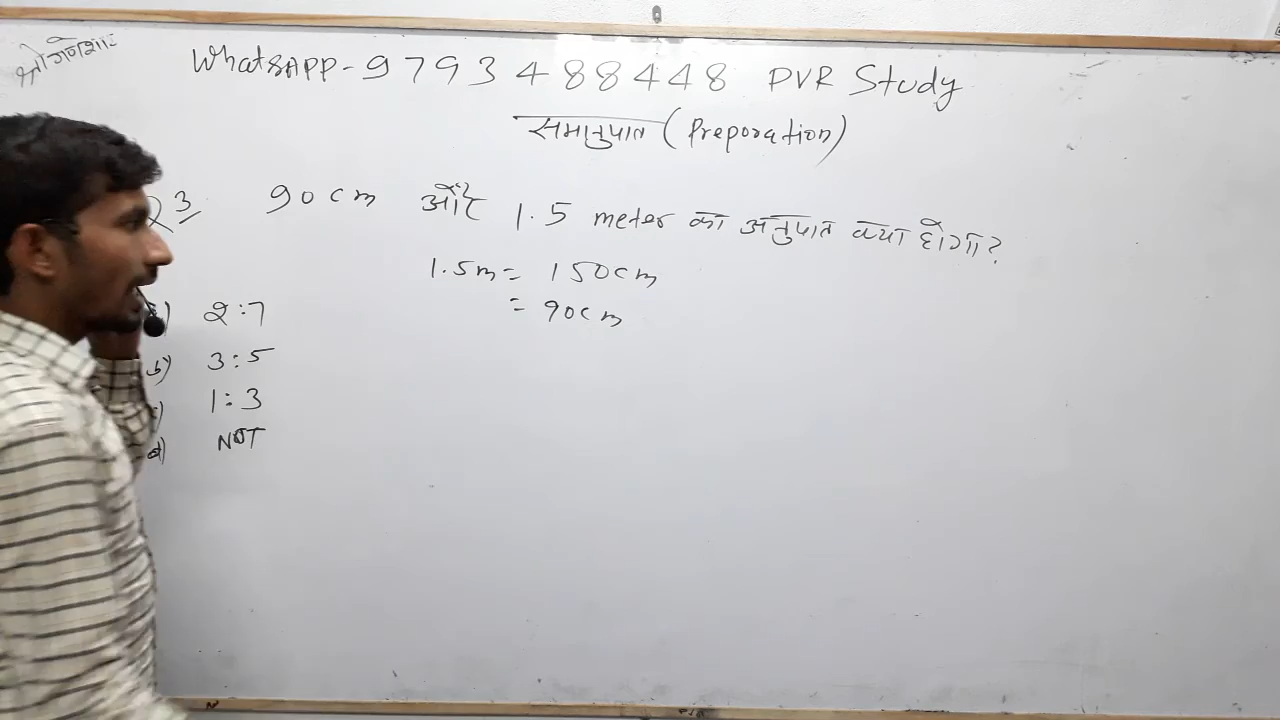 श्री गणेशाः
WhatsAPP - 9793488448 PVR Study
समानुपात (Preporation)
Q 3 90 cm और 1.5 meter का अनुपात क्या होगा?
1.5m = 150cm
= 90cm
2:7
b) 3:5
1:3
d) NOT